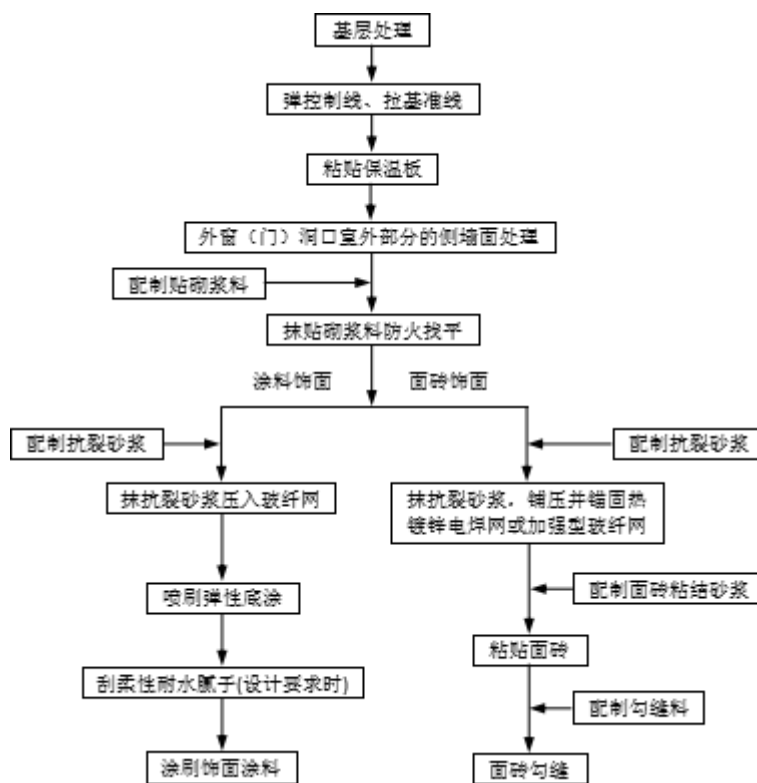 基层处理
弹控制线、拉基准线
粘贴保温板
外窗（门）洞口室外部分的侧墙面处理
配制贴砌浆料
抹贴砌浆料防火找平
涂料饰面
面砖饰面
配制抗裂砂浆
配制抗裂砂浆
抹抗裂砂浆压入玻纤网
抹抗裂砂浆，铺压并锚固热
镀锌电焊网或加强型玻纤网
喷刷弹性底涂
配制面砖粘结砂浆
粘贴面砖
刮柔性耐水腻子(设计要求时)
配制勾缝料
涂刷饰面涂料
面砖勾缝